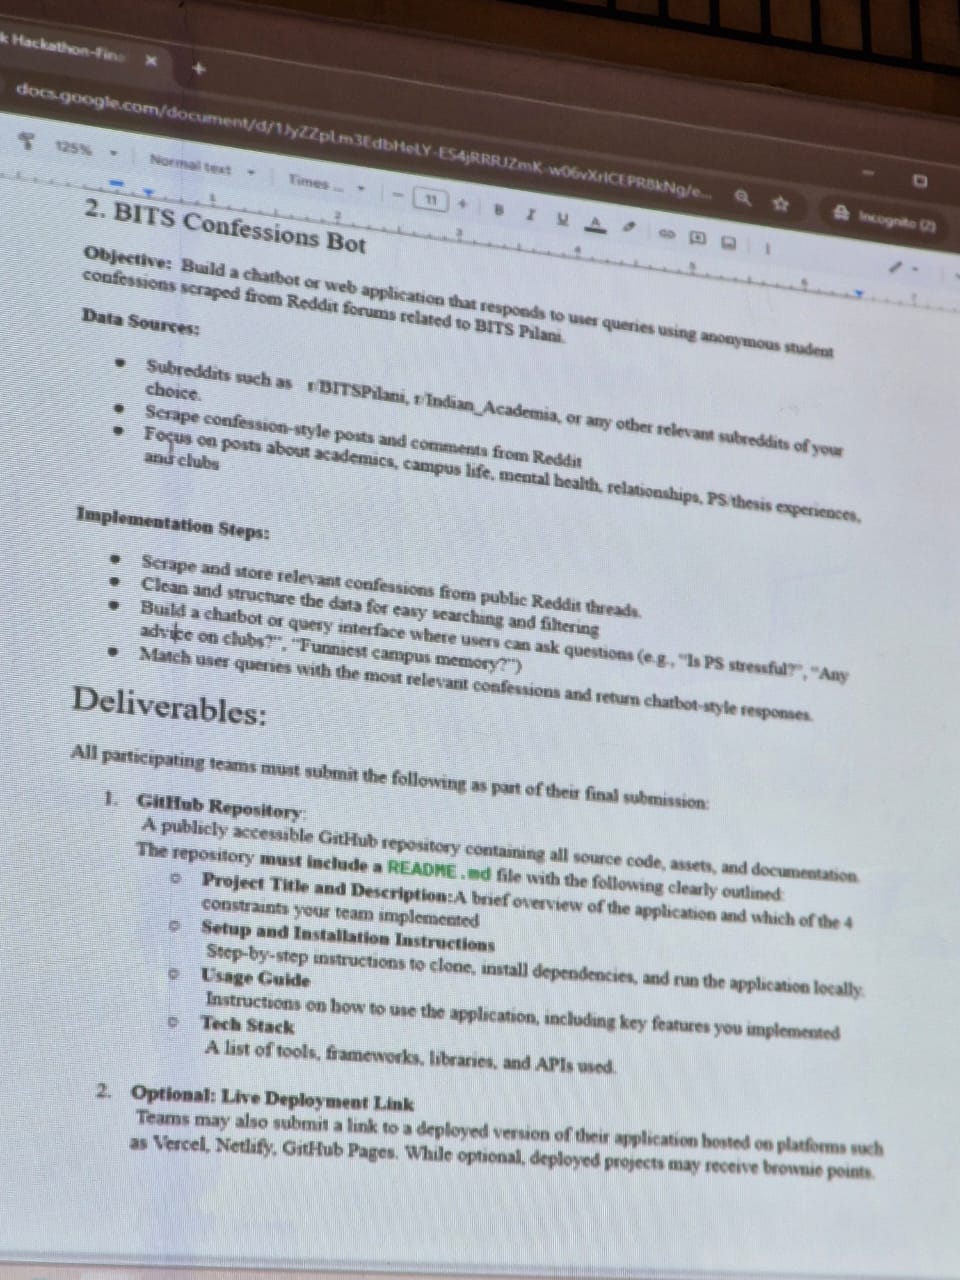 k Hackathon-Fin
docs.google.com/document/d/1JyZZpLm3EdbHeLY-ES4jRRRJZmK-w06vXrlCEPR8kNg/e...
Incognito (2)
125%
Normal text
Times ...
11
B I U A
1 2 3 4 5 6 7
2. BITS Confessions Bot
Objective: Build a chatbot or web application that responds to user queries using anonymous student
confessions scraped from Reddit forums related to BITS Pilani.
Data Sources:
● Subreddits such as r/BITSPilani, r/Indian_Academia, or any other relevant subreddits of your
choice.
● Scrape confession-style posts and comments from Reddit
● Focus on posts about academics, campus life, mental health, relationships, PS/thesis experiences,
and clubs
Implementation Steps:
● Scrape and store relevant confessions from public Reddit threads.
● Clean and structure the data for easy searching and filtering
● Build a chatbot or query interface where users can ask questions (e.g., "Is PS stressful?", "Any
advice on clubs?", "Funniest campus memory?")
● Match user queries with the most relevant confessions and return chatbot-style responses.
Deliverables:
All participating teams must submit the following as part of their final submission:
1. GitHub Repository:
A publicly accessible GitHub repository containing all source code, assets, and documentation.
The repository must include a README.md file with the following clearly outlined:
○ Project Title and Description:A brief overview of the application and which of the 4
constraints your team implemented
○ Setup and Installation Instructions
Step-by-step instructions to clone, install dependencies, and run the application locally.
○ Usage Guide
Instructions on how to use the application, including key features you implemented
○ Tech Stack
A list of tools, frameworks, libraries, and APIs used.
2. Optional: Live Deployment Link
Teams may also submit a link to a deployed version of their application hosted on platforms such
as Vercel, Netlify, GitHub Pages. While optional, deployed projects may receive brownie points.